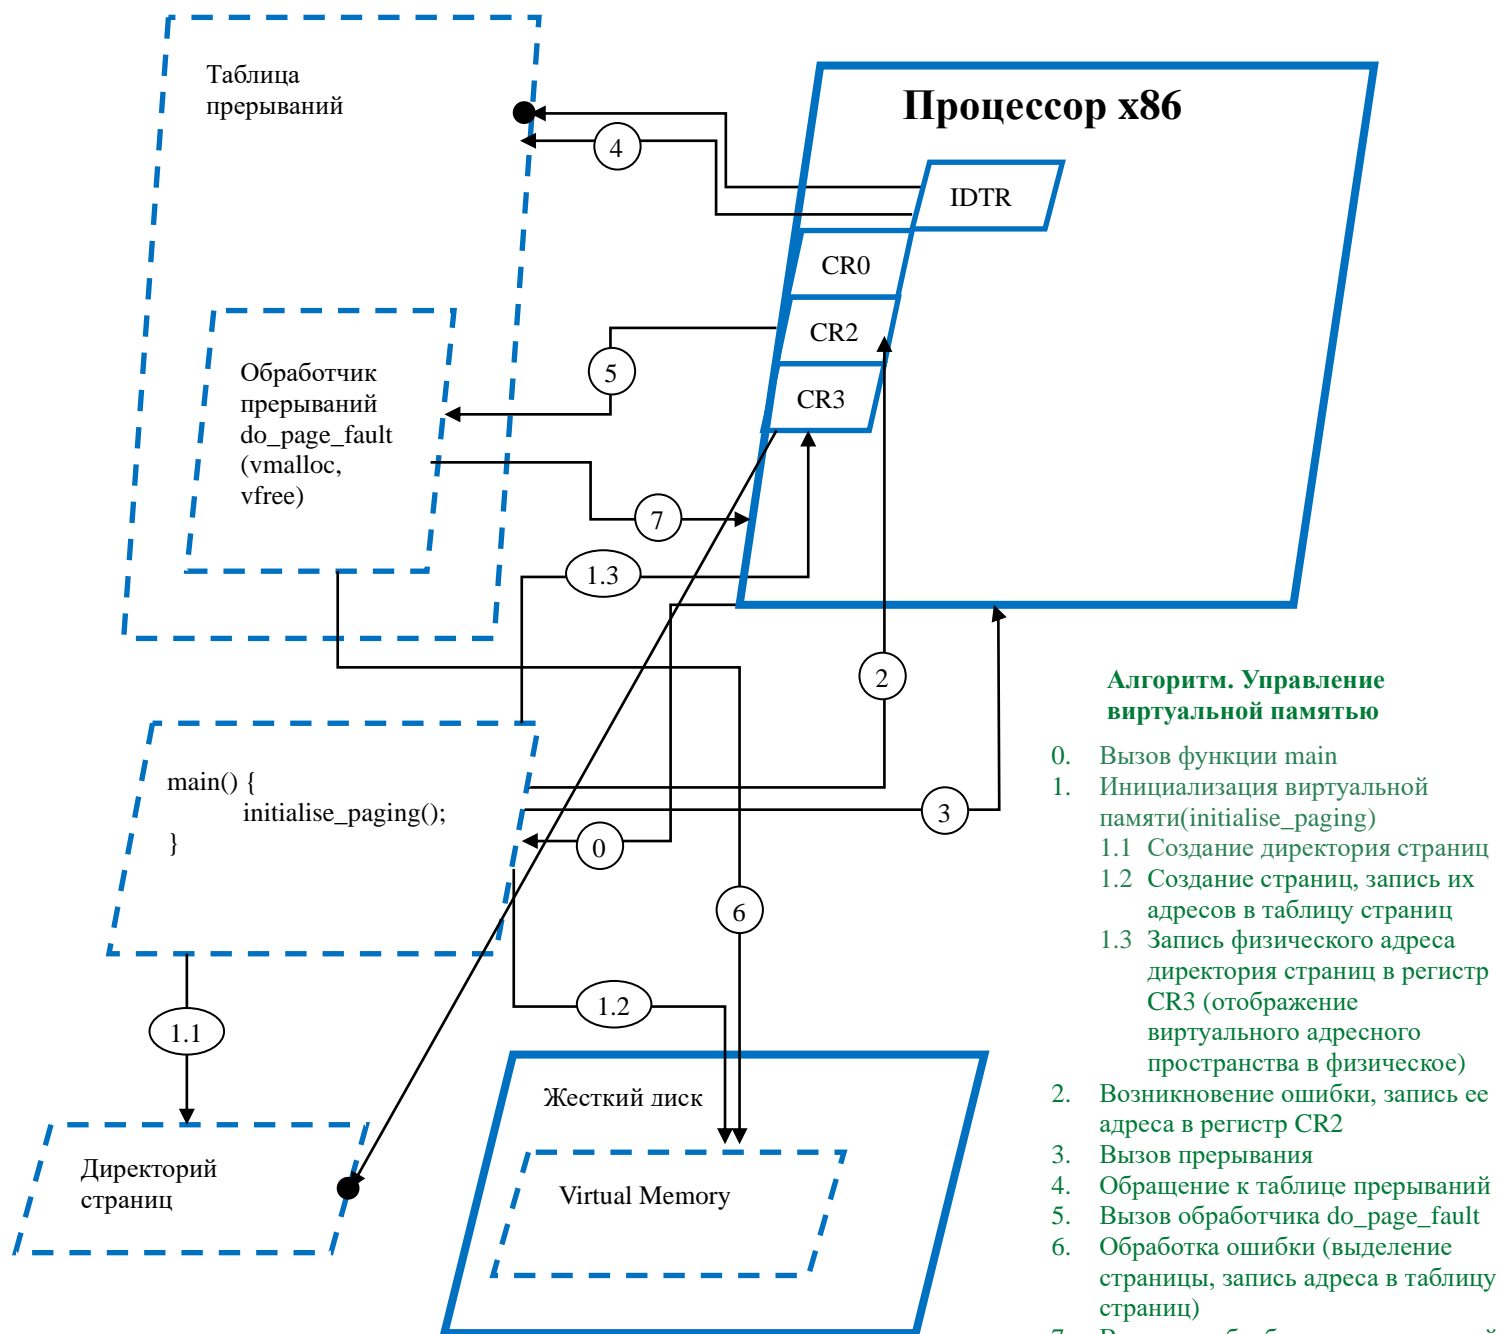 Таблица
прерываний
Процессор x86
4
IDTR
CR0
CR2
CR3
5
Обработчик
прерываний
do_page_fault
(vmalloc,
vfree)
7
1.3
2
main() {
initialise_paging();
}
3
0
6
1.2
1.1
Жесткий диск
Virtual Memory
Директорий
страниц
Алгоритм. Управление
виртуальной памятью
0. Вызов функции main
1. Инициализация виртуальной
памяти(initialise_paging)
1.1 Создание директория страниц
1.2 Создание страниц, запись их
адресов в таблицу страниц
1.3 Запись физического адреса
директория страниц в регистр
CR3 (отображение
виртуального адресного
пространства в физическое)
2. Возникновение ошибки, запись ее
адреса в регистр CR2
3. Вызов прерывания
4. Обращение к таблице прерываний
5. Вызов обработчика do_page_fault
6. Обработка ошибки (выделение
страницы, запись адреса в таблицу
страниц)